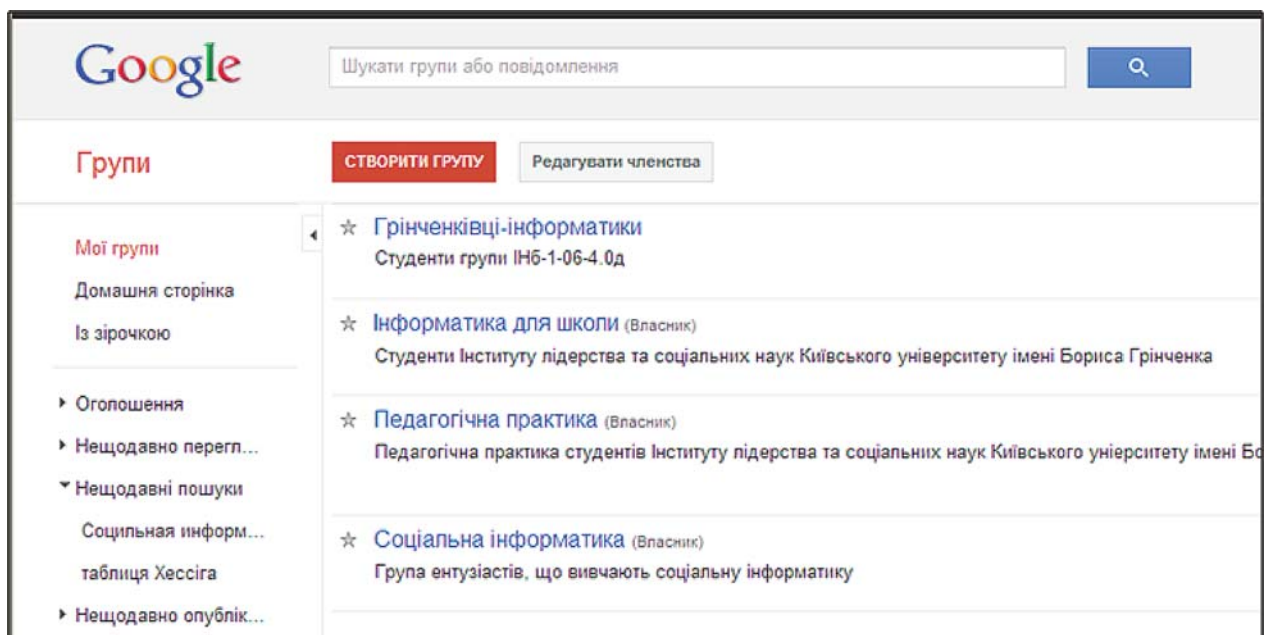 Google
Шукати групи або повідомлення
Групи
СТВОРИТИ ГРУПУ
Редагувати членства
Мої групи
Домашня сторінка
Із зірочкою
Оголошення
Нещодавно перегл...
Нещодавні пошуки
Социльная информ...
таблиця Хессіга
Нещодавно опублік...
Грінченківці-інформатики
Студенти групи ІНб-1-06-4.0д
Інформатика для школи (Власник)
Студенти Інституту лідерства та соціальних наук Київського університету імені Бориса Грінченка
Педагогічна практика (Власник)
Педагогічна практика студентів Інституту лідерства та соціальних наук Київського уніерситету імені Бо
Соціальна інформатика (Власник)
Група ентузіастів, що вивчають соціальну інформатику